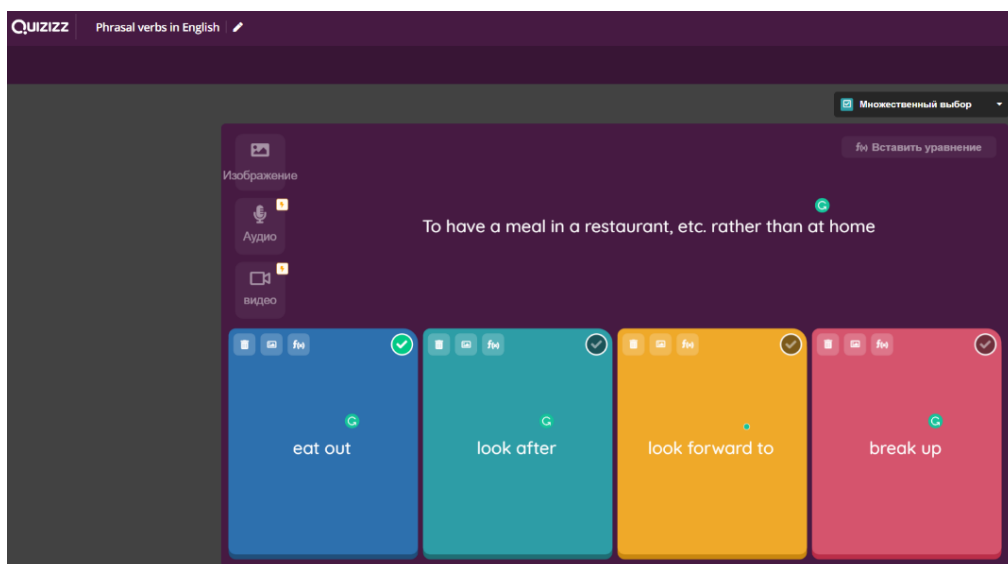 QUIZIZZ Phrasal verbs in English
Множественный выбор
Изображение
f(x) Вставить уравнение
Аудио
To have a meal in a restaurant, etc. rather than at home
видео
f(x) f(x) f(x) f(x)
eat out look after look forward to break up